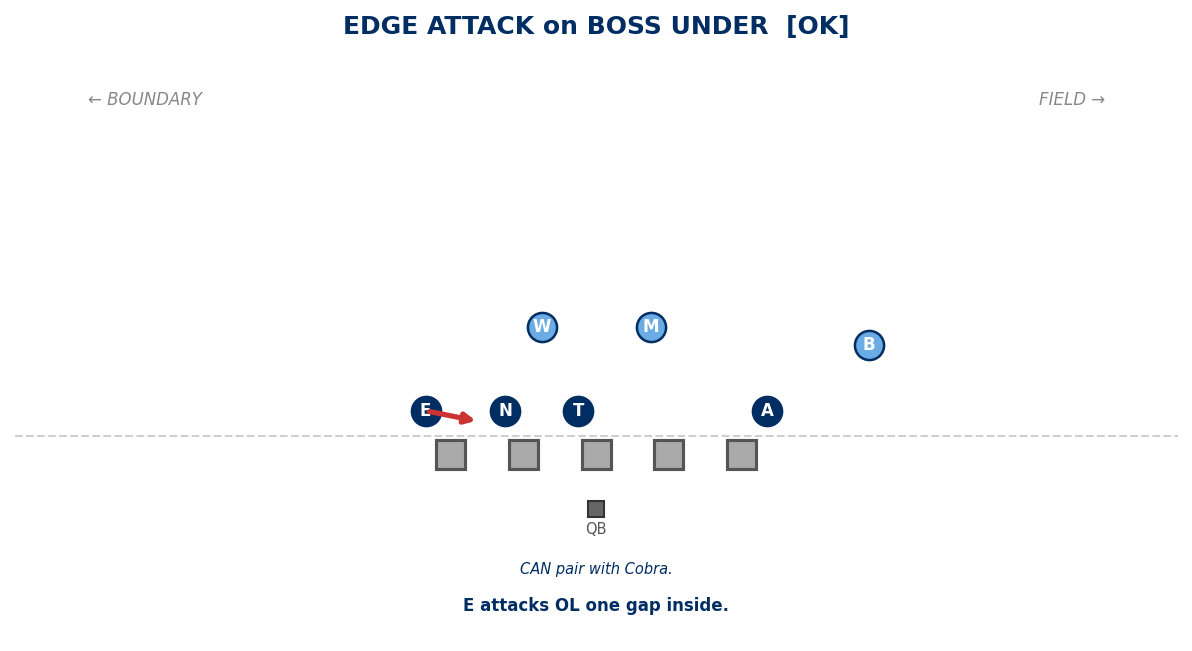 EDGE ATTACK on BOSS UNDER [OK]
← BOUNDARY FIELD →
W M B
E N T A
QB
CAN pair with Cobra.
E attacks OL one gap inside.